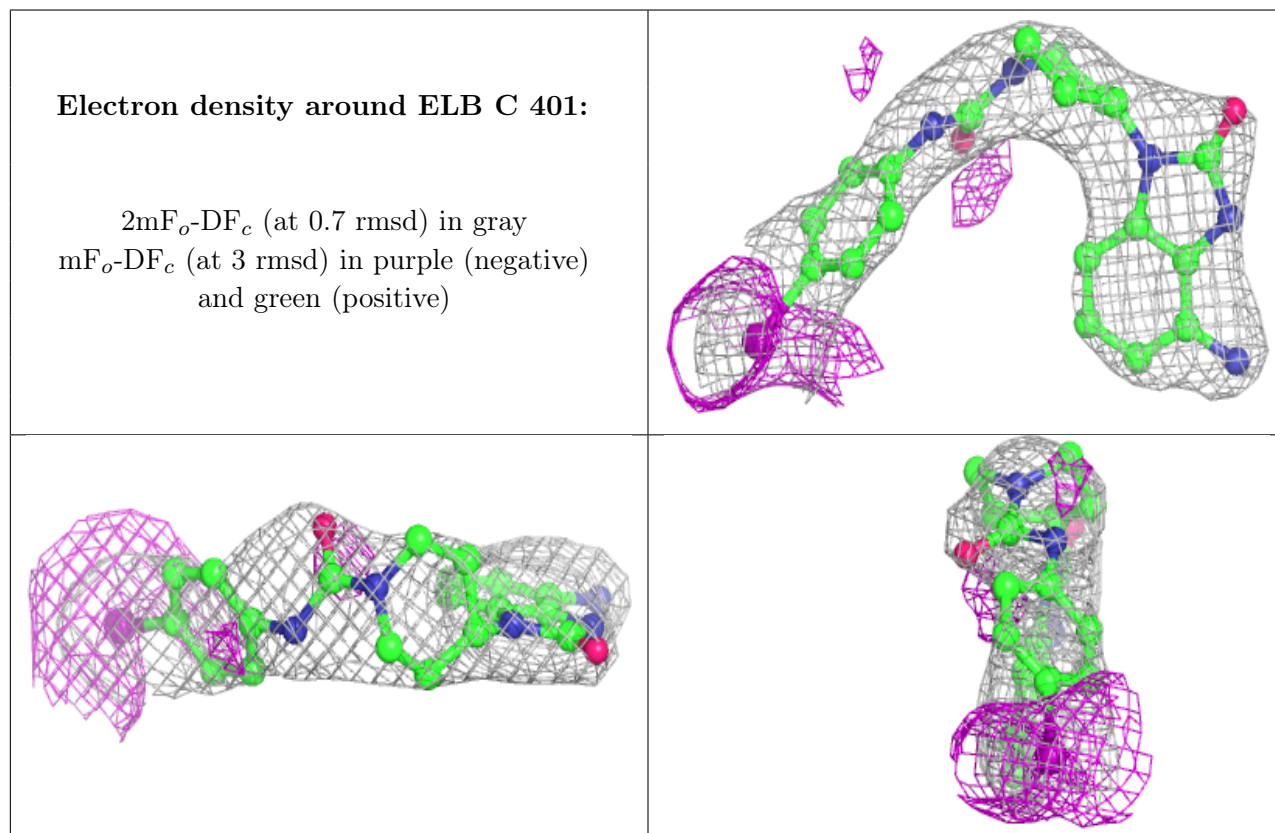 Electron density around ELB C 401:
2mFₒ-DF𝒸 (at 0.7 rmsd) in gray
mFₒ-DF𝒸 (at 3 rmsd) in purple (negative)
and green (positive)